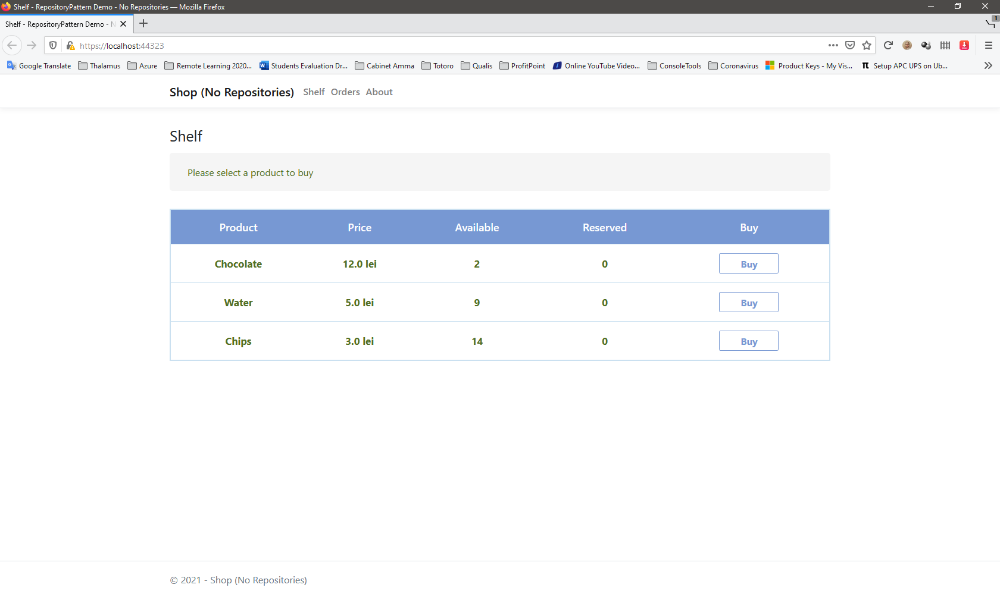 Shelf - RepositoryPattern Demo - No Repositories — Mozilla Firefox
Shelf - RepositoryPattern Demo - N
1
https://localhost:44323
Google Translate Thalamus Azure Remote Learning 2020... Students Evaluation Dr... Cabinet Amma Totoro Qualis ProfitPoint Online YouTube Video... ConsoleTools Coronavirus Product Keys - My Vis... Setup APC UPS on Ub...
Shop (No Repositories) Shelf Orders About
Shelf
Please select a product to buy
Product Price Available Reserved Buy
Chocolate 12.0 lei 2 0 Buy
Water 5.0 lei 9 0 Buy
Chips 3.0 lei 14 0 Buy
© 2021 - Shop (No Repositories)